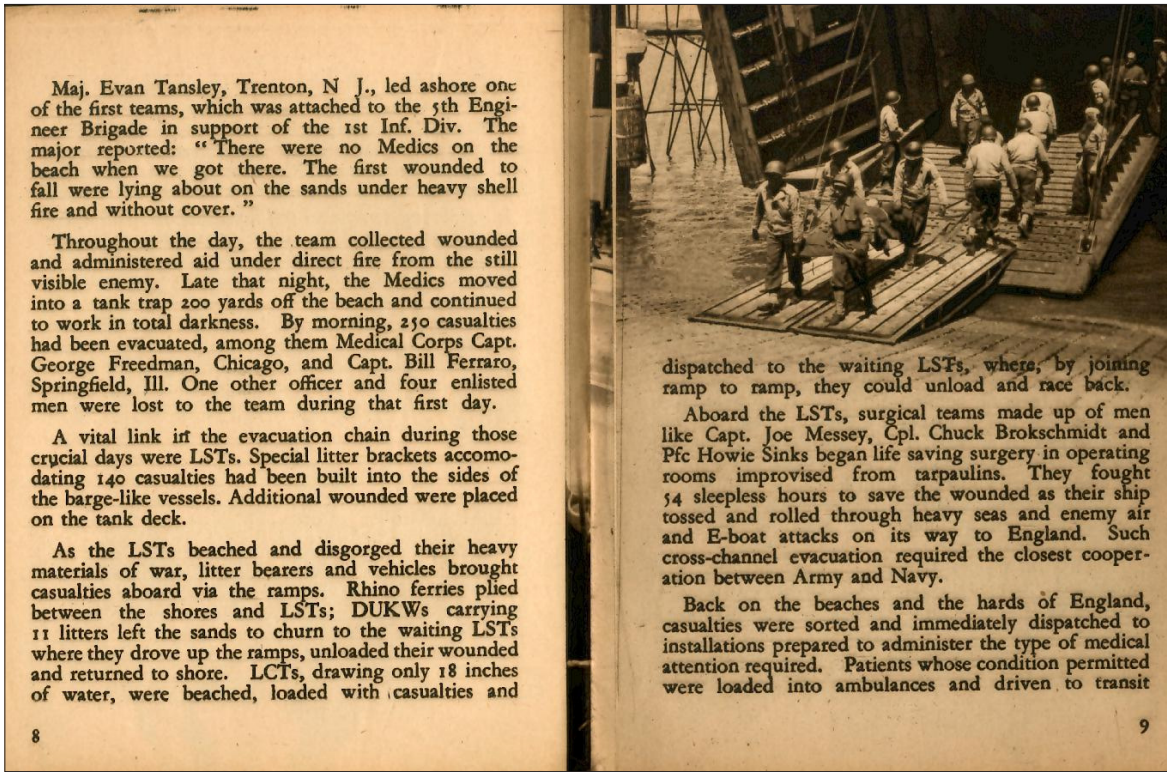 Maj. Evan Tansley, Trenton, N J., led ashore one
of the first teams, which was attached to the 5th Engi-
neer Brigade in support of the 1st Inf. Div. The
major reported: “ There were no Medics on the
beach when we got there. The first wounded to
fall were lying about on the sands under heavy shell
fire and without cover. ”
Throughout the day, the team collected wounded
and administered aid under direct fire from the still
visible enemy. Late that night, the Medics moved
into a tank trap 200 yards off the beach and continued
to work in total darkness. By morning, 250 casualties
had been evacuated, among them Medical Corps Capt.
George Freedman, Chicago, and Capt. Bill Ferraro,
Springfield, Ill. One other officer and four enlisted
men were lost to the team during that first day.
A vital link in the evacuation chain during those
crucial days were LSTs. Special litter brackets accomo-
dating 140 casualties had been built into the sides of
the barge-like vessels. Additional wounded were placed
on the tank deck.
As the LSTs beached and disgorged their heavy
materials of war, litter bearers and vehicles brought
casualties aboard via the ramps. Rhino ferries plied
between the shores and LSTs; DUKWs carrying
11 litters left the sands to churn to the waiting LSTs
where they drove up the ramps, unloaded their wounded
and returned to shore. LCTs, drawing only 18 inches
of water, were beached, loaded with casualties and
8
dispatched to the waiting LSTs, where, by joining
ramp to ramp, they could unload and race back.
Aboard the LSTs, surgical teams made up of men
like Capt. Joe Messey, Cpl. Chuck Brokschmidt and
Pfc Howie Sinks began life saving surgery in operating
rooms improvised from tarpaulins. They fought
54 sleepless hours to save the wounded as their ship
tossed and rolled through heavy seas and enemy air
and E-boat attacks on its way to England. Such
cross-channel evacuation required the closest cooper-
ation between Army and Navy.
Back on the beaches and the hards of England,
casualties were sorted and immediately dispatched to
installations prepared to administer the type of medical
attention required. Patients whose condition permitted
were loaded into ambulances and driven to transit
9